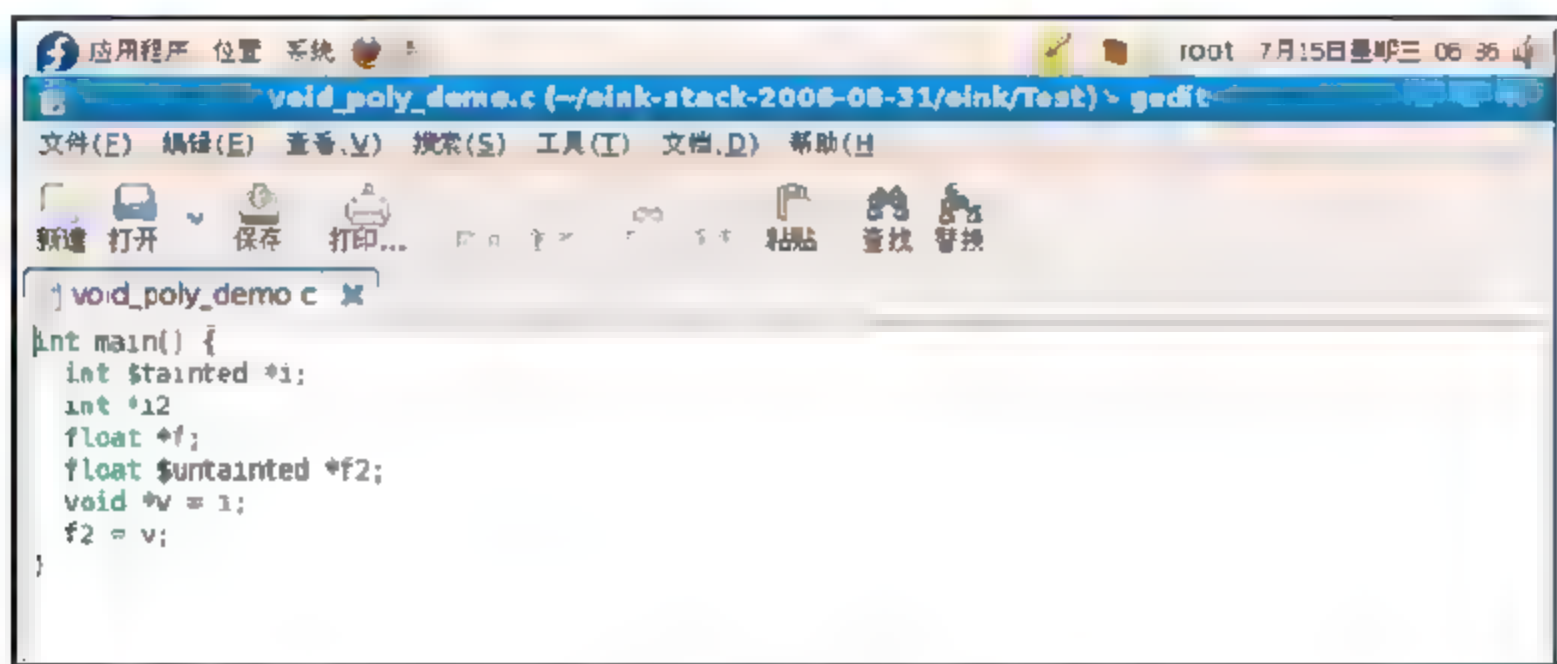 应用程序 位置 系统
root 7月15日星期三 06 36
void_poly_demo.c (~/oink-stack-2006-08-31/oink/Test) - gedit
文件(F) 编辑(E) 查看(V) 搜索(S) 工具(T) 文档(D) 帮助(H
新建 打开 保存 打印... 粘贴 查找 替换
void_poly_demo c
int main() {
int $tainted *i;
int *i2
float *f;
float $untainted *f2;
void *v = i;
f2 = v;
}